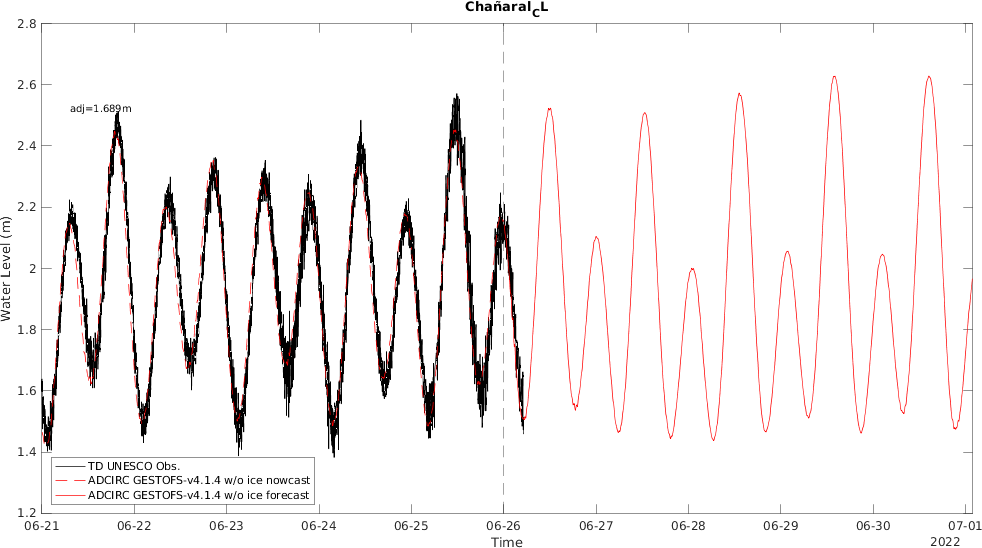 Chañaral_CL
2.8
2.6
adj=1.689m
2.4
2.2
Water Level (m)
2
1.8
1.6
1.4
TD UNESCO Obs.
ADCIRC GESTOFS-v4.1.4 w/o ice nowcast
ADCIRC GESTOFS-v4.1.4 w/o ice forecast
1.2
06-21 06-22 06-23 06-24 06-25 06-26 06-27 06-28 06-29 06-30 07-01
Time 2022